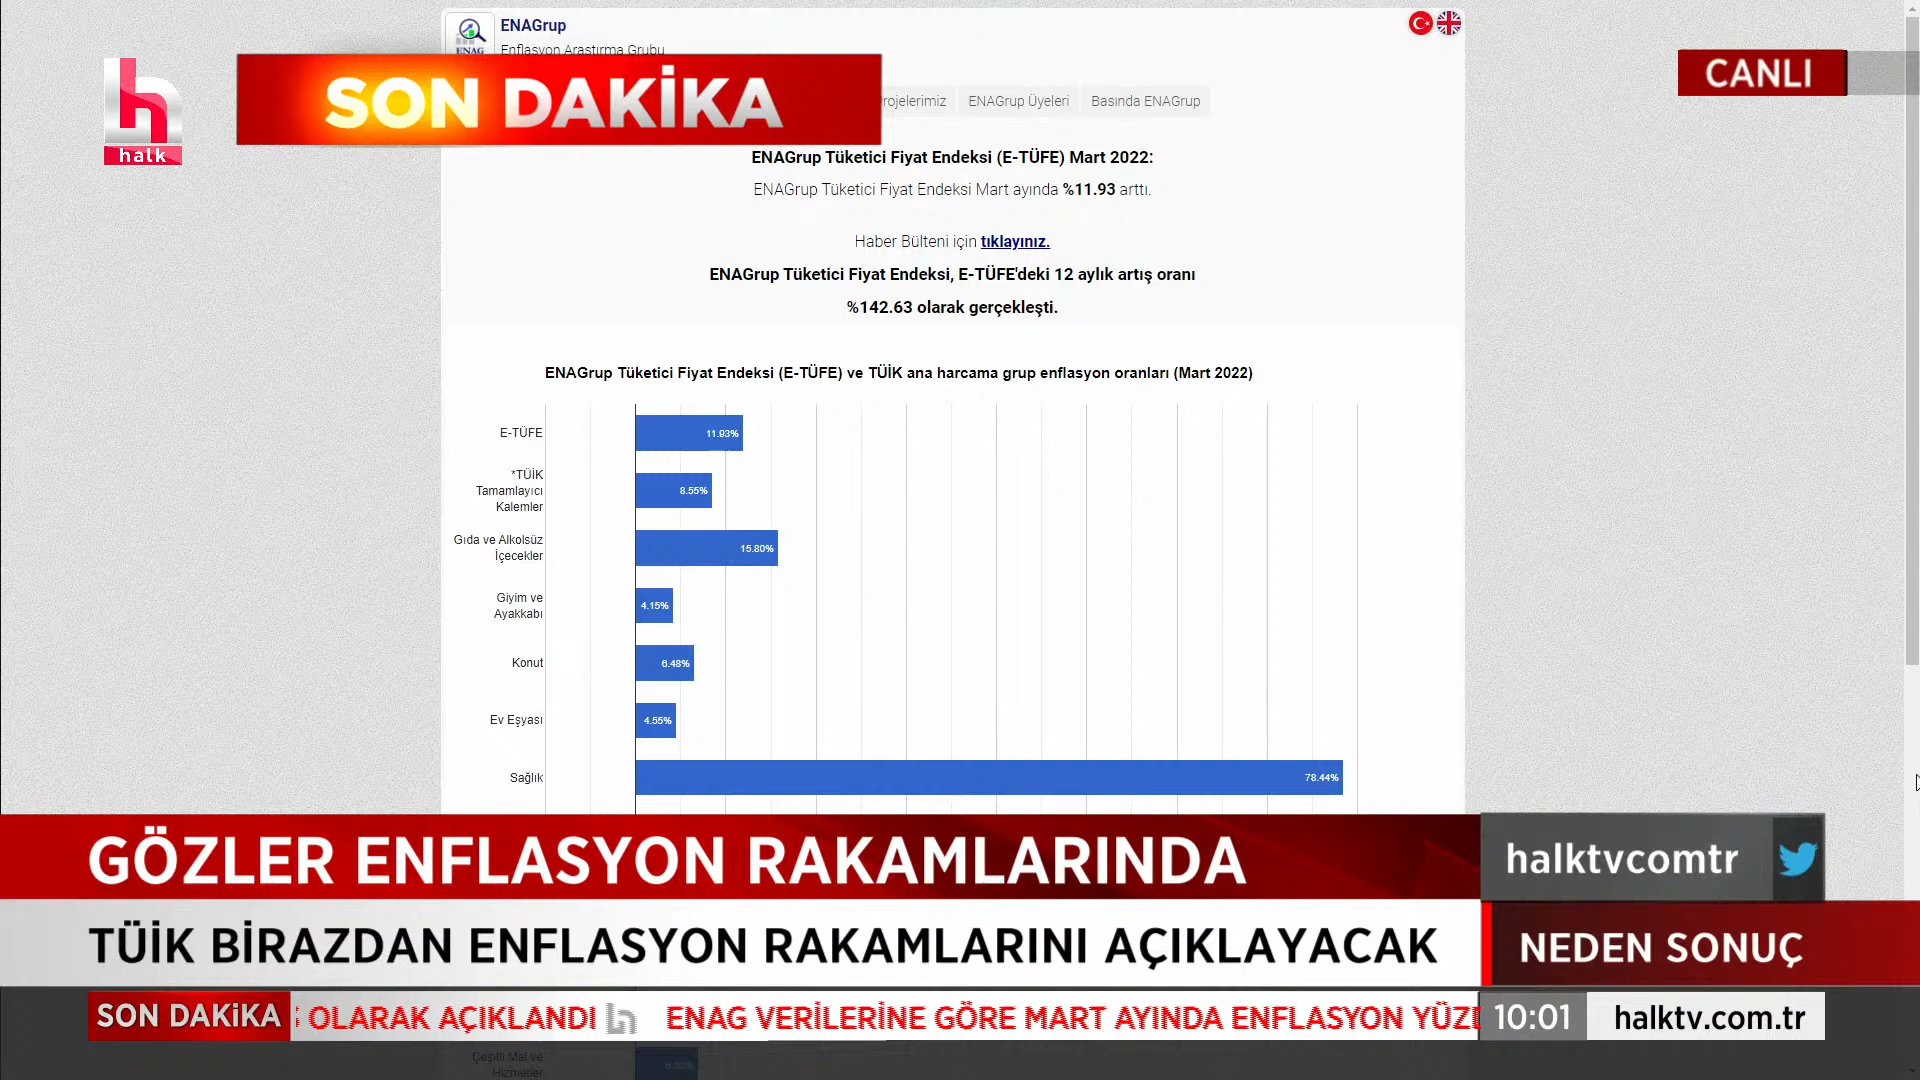 ENAGrup
ENAG
Enflasyon Araştırma Grubu
h
halk
SON DAKİKA
CANLI
rojelerimiz
ENAGrup Üyeleri
Basında ENAGrup
ENAGrup Tüketici Fiyat Endeksi (E-TÜFE) Mart 2022:
ENAGrup Tüketici Fiyat Endeksi Mart ayında %11.93 arttı.
Haber Bülteni için tıklayınız.
ENAGrup Tüketici Fiyat Endeksi, E-TÜFE'deki 12 aylık artış oranı
%142.63 olarak gerçekleşti.
ENAGrup Tüketici Fiyat Endeksi (E-TÜFE) ve TÜİK ana harcama grup enflasyon oranları (Mart 2022)
E-TÜFE
11.93%
*TÜİK
Tamamlayıcı
Kalemler
8.55%
Gıda ve Alkolsüz
İçecekler
15.80%
Giyim ve
Ayakkabı
4.15%
Konut
6.48%
Ev Eşyası
4.55%
Sağlık
78.44%
GÖZLER ENFLASYON RAKAMLARINDA
halktvcomtr
TÜİK BİRAZDAN ENFLASYON RAKAMLARINI AÇIKLAYACAK
NEDEN SONUÇ
SON DAKİKA
OLARAK AÇIKLANDI
ENAG VERİLERİNE GÖRE MART AYINDA ENFLASYON YÜZD
10:01
halktv.com.tr
Çeşitli Mal ve
Hizmetler